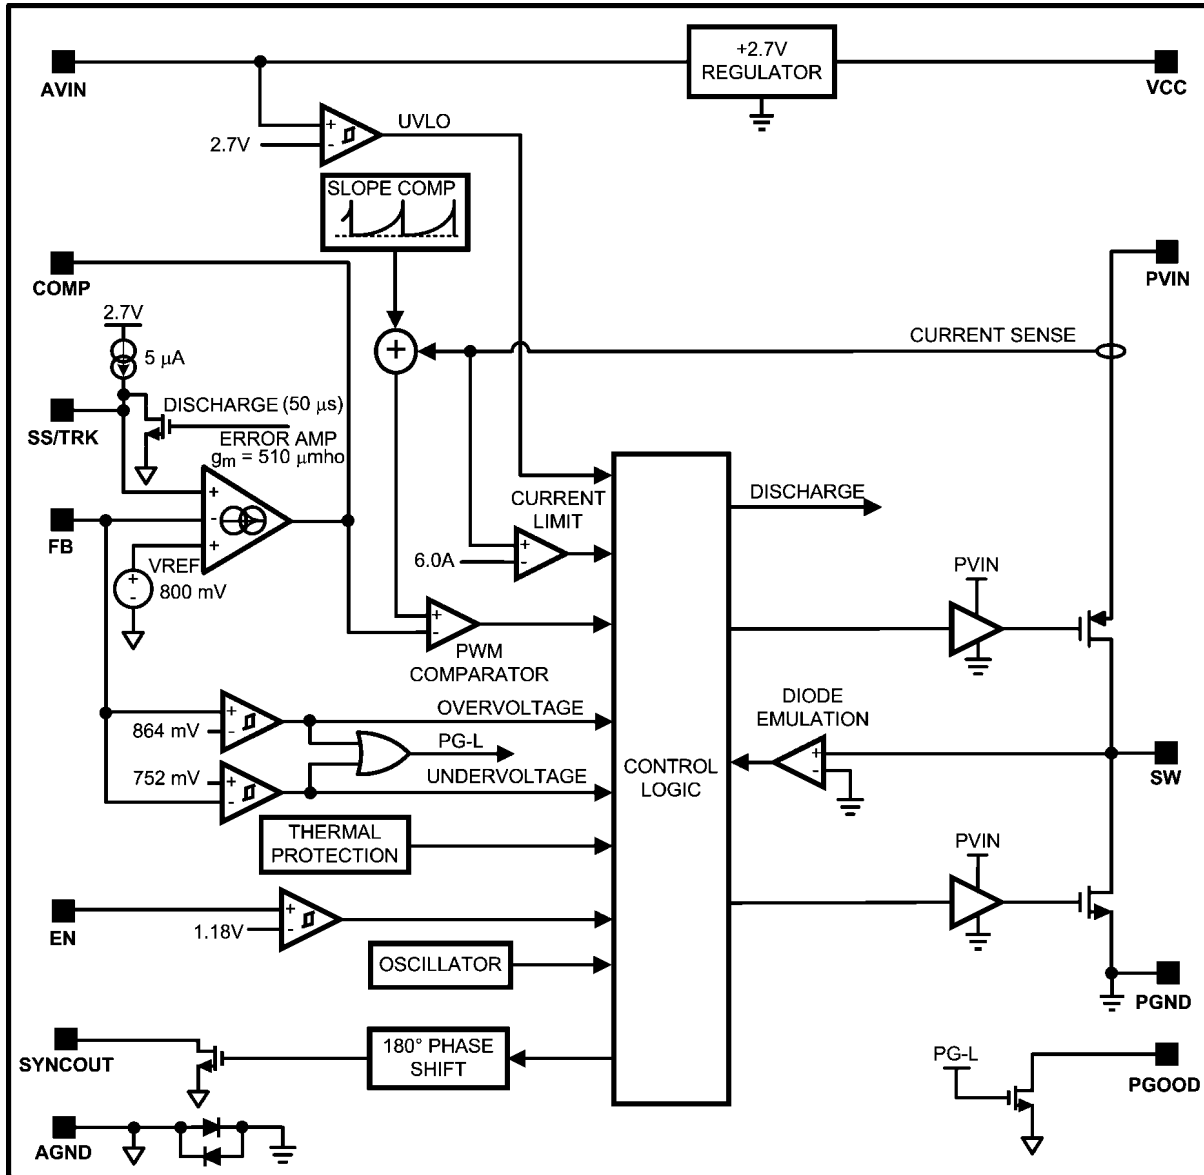 +2.7V
REGULATOR
AVIN
VCC
UVLO
+
-
2.7V
SLOPE COMP
COMP
PVIN
2.7V
5 μA
+
CURRENT SENSE
DISCHARGE (50 μs)
SS/TRK
ERROR AMP
gm = 510 μmho
+
-
+
FB
VREF
800 mV
+
-
CURRENT
LIMIT
+
-
6.0A
DISCHARGE
PVIN
+
-
PWM
COMPARATOR
OVERVOLTAGE
+
-
864 mV
PG-L
752 mV
+
-
UNDERVOLTAGE
CONTROL
LOGIC
DIODE
EMULATION
+
-
SW
THERMAL
PROTECTION
PVIN
EN
+
-
1.18V
OSCILLATOR
PGND
SYNCOUT
180° PHASE
SHIFT
PG-L
PGOOD
AGND